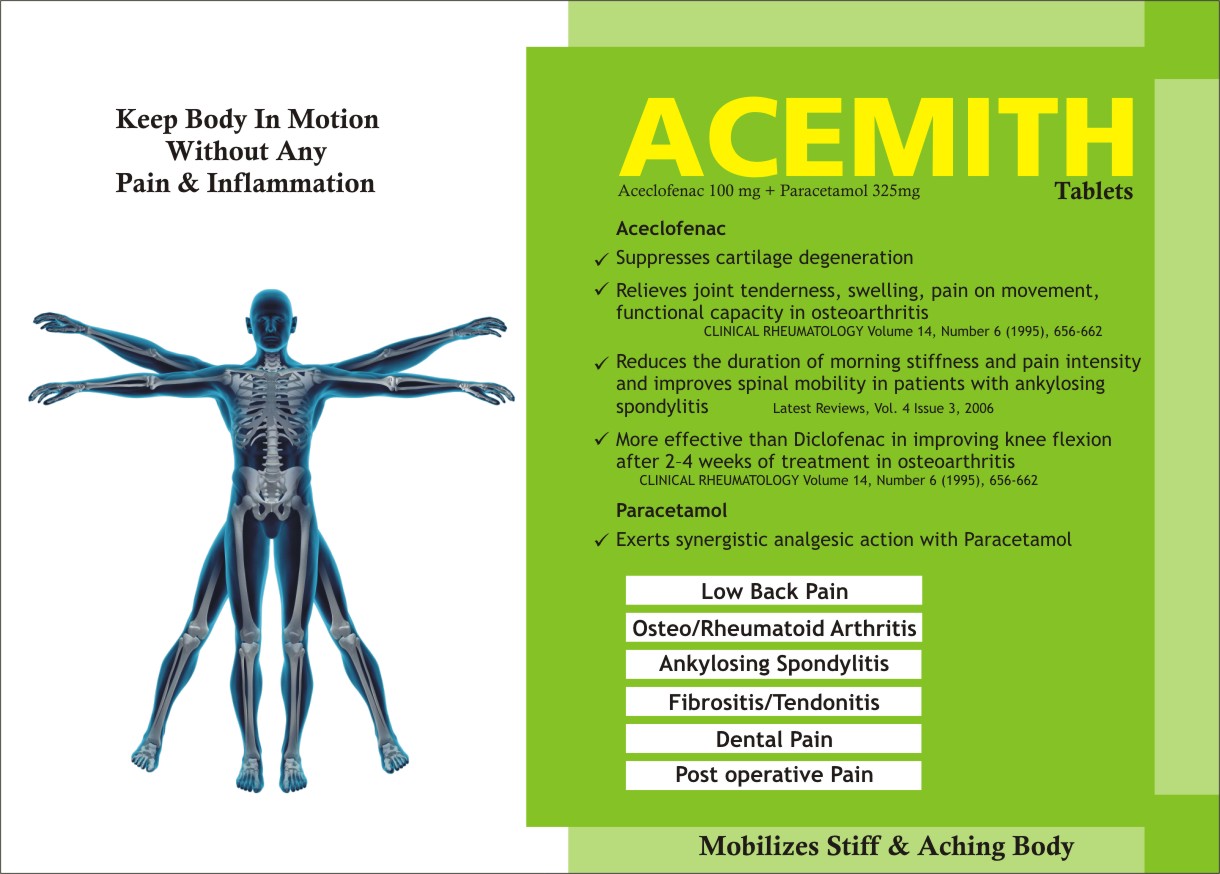 Keep Body In Motion
Without Any
Pain & Inflammation
ACEMITH
Aceclofenac 100 mg + Paracetamol 325mg
Tablets
Aceclofenac
✓ Suppresses cartilage degeneration
✓ Relieves joint tenderness, swelling, pain on movement,
functional capacity in osteoarthritis
CLINICAL RHEUMATOLOGY Volume 14, Number 6 (1995), 656-662
✓ Reduces the duration of morning stiffness and pain intensity
and improves spinal mobility in patients with ankylosing
spondylitis Latest Reviews, Vol. 4 Issue 3, 2006
✓ More effective than Diclofenac in improving knee flexion
after 2-4 weeks of treatment in osteoarthritis
CLINICAL RHEUMATOLOGY Volume 14, Number 6 (1995), 656-662
Paracetamol
✓ Exerts synergistic analgesic action with Paracetamol
Low Back Pain
Osteo/Rheumatoid Arthritis
Ankylosing Spondylitis
Fibrositis/Tendonitis
Dental Pain
Post operative Pain
Mobilizes Stiff & Aching Body